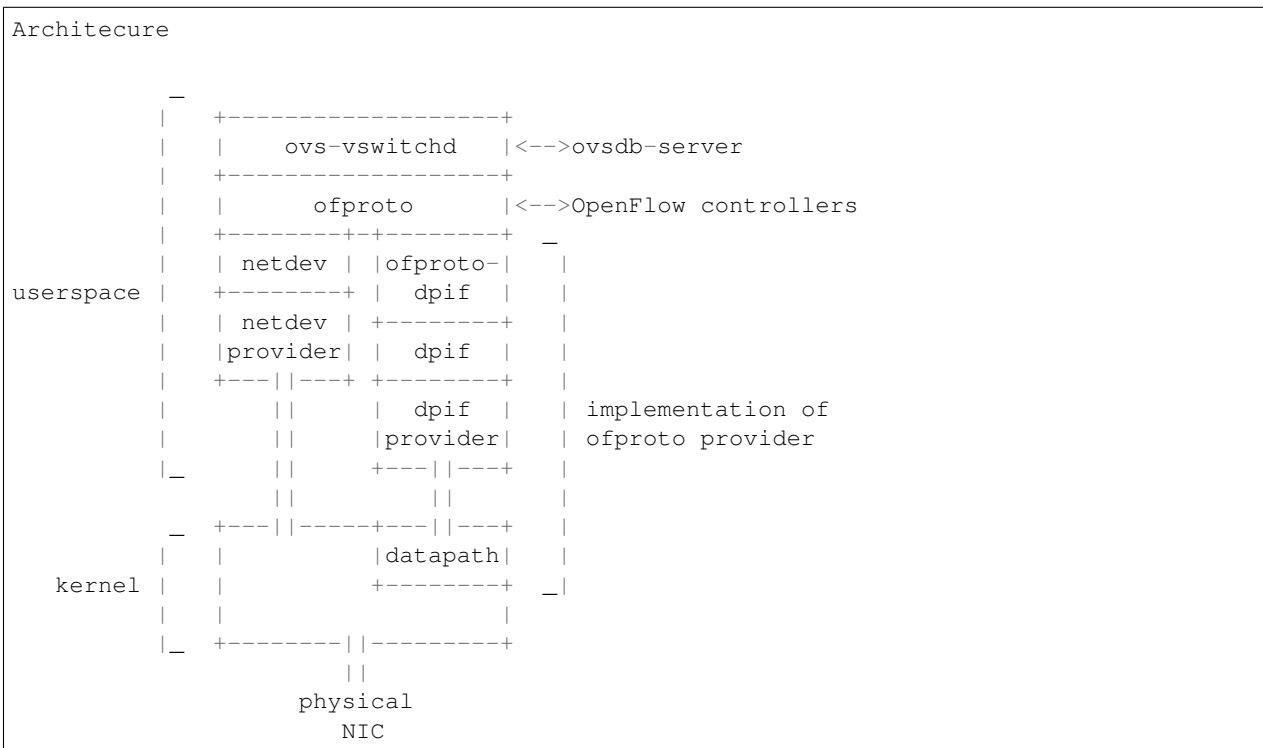 Architecure
_
| +-------------------+
| | ovs-vswitchd |<-->ovsdb-server
| +-------------------+
| | ofproto |<-->OpenFlow controllers
| +--------+-+--------+ _
| | netdev | |ofproto-| |
userspace | +--------+ | dpif | |
| | netdev | +--------+ |
| |provider| | dpif | |
| +---||---+ +--------+ |
| || | dpif | | implementation of
| || |provider| | ofproto provider
|_ || +---||---+ |
|| || |
_ +---||-----+---||---+ |
| | |datapath| |
kernel | | +--------+ _|
| | |
|_ +--------||---------+
||
physical
NIC